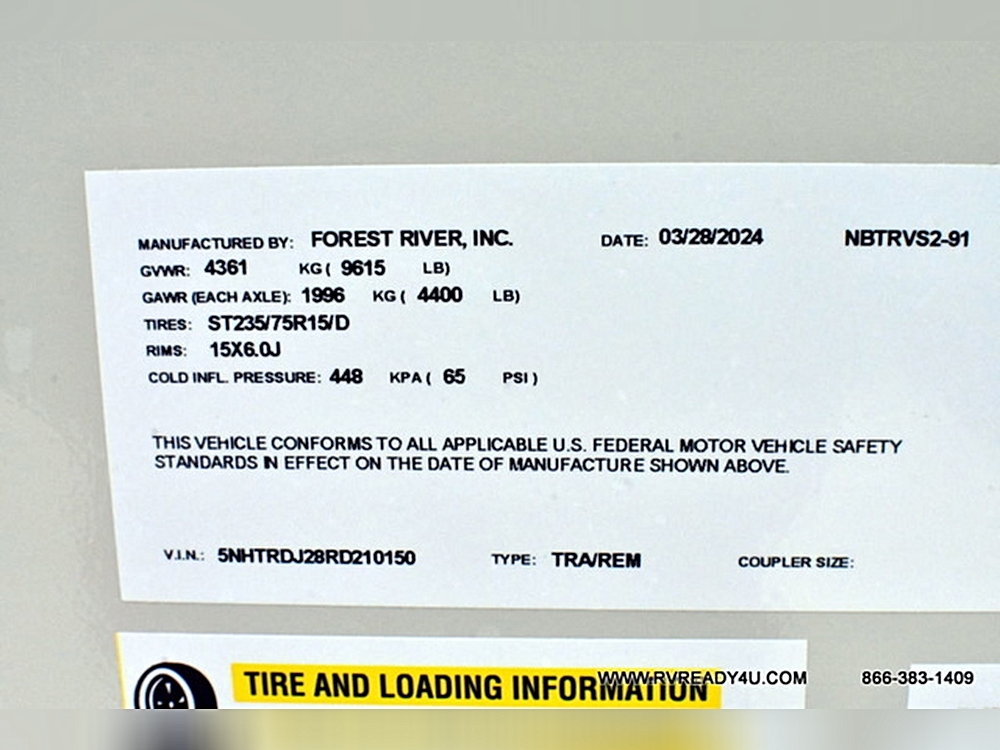 MANUFACTURED BY: FOREST RIVER, INC. DATE: 03/28/2024 NBTRVS2-91
GVWR: 4361 KG ( 9615 LB)
GAWR (EACH AXLE): 1996 KG ( 4400 LB)
TIRES: ST235/75R15/D
RIMS: 15X6.0J
COLD INFL. PRESSURE: 448 KPA ( 65 PSI )
THIS VEHICLE CONFORMS TO ALL APPLICABLE U.S. FEDERAL MOTOR VEHICLE SAFETY
STANDARDS IN EFFECT ON THE DATE OF MANUFACTURE SHOWN ABOVE.
V.I.N.: 5NHTRDJ28RD210150 TYPE: TRA/REM COUPLER SIZE:
TIRE AND LOADING INFORMATION
WWW.RVREADY4U.COM 866-383-1409